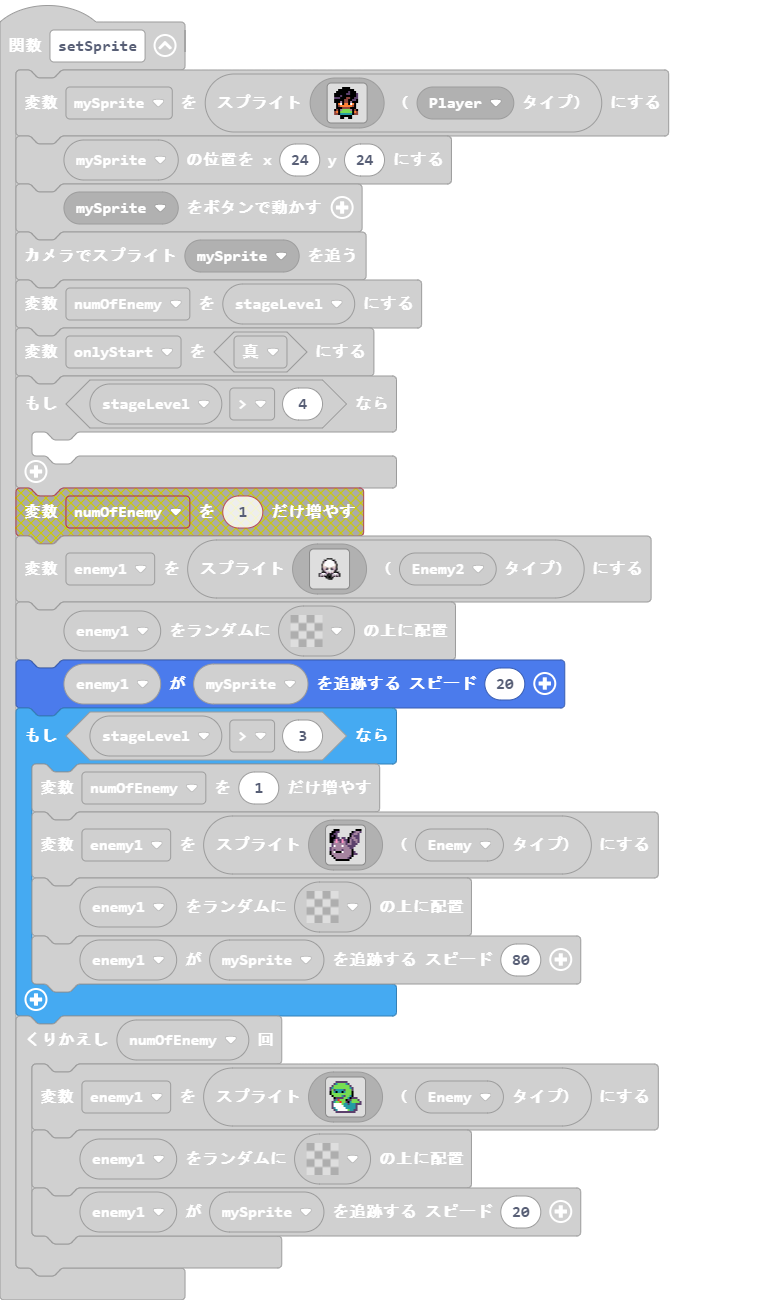 関数 setSprite
変数 mySprite を スプライト ( Player タイプ) にする
mySprite の位置を x 24 y 24 にする
mySprite をボタンで動かす
カメラでスプライト mySprite を追う
変数 numOfEnemy を stageLevel にする
変数 onlyStart を 真 にする
もし stageLevel > 4 なら
変数 numOfEnemy を 1 だけ増やす
変数 enemy1 を スプライト ( Enemy2 タイプ) にする
enemy1 をランダムに の上に配置
enemy1 が mySprite を追跡する スピード 20
もし stageLevel > 3 なら
変数 numOfEnemy を 1 だけ増やす
変数 enemy1 を スプライト ( Enemy タイプ) にする
enemy1 をランダムに の上に配置
enemy1 が mySprite を追跡する スピード 80
くりかえし numOfEnemy 回
変数 enemy1 を スプライト ( Enemy タイプ) にする
enemy1 をランダムに の上に配置
enemy1 が mySprite を追跡する スピード 20